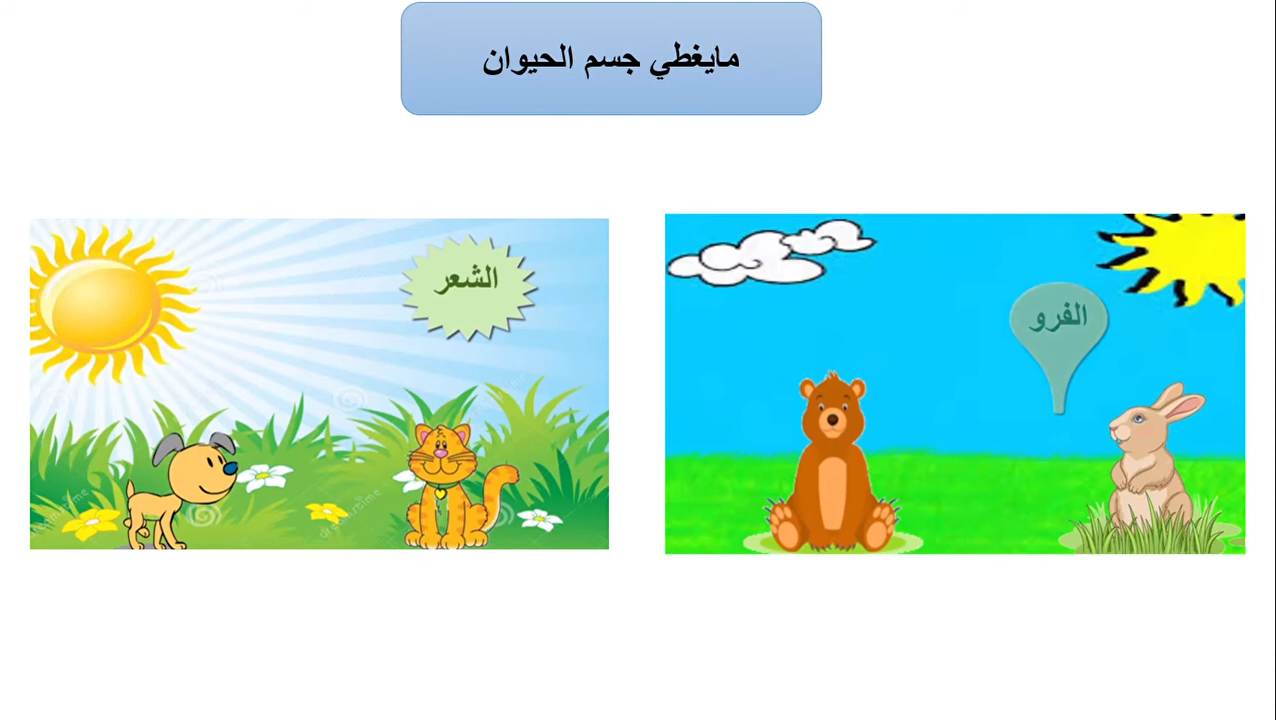 مايغطي جسم الحيوان
الفرو
الشعر